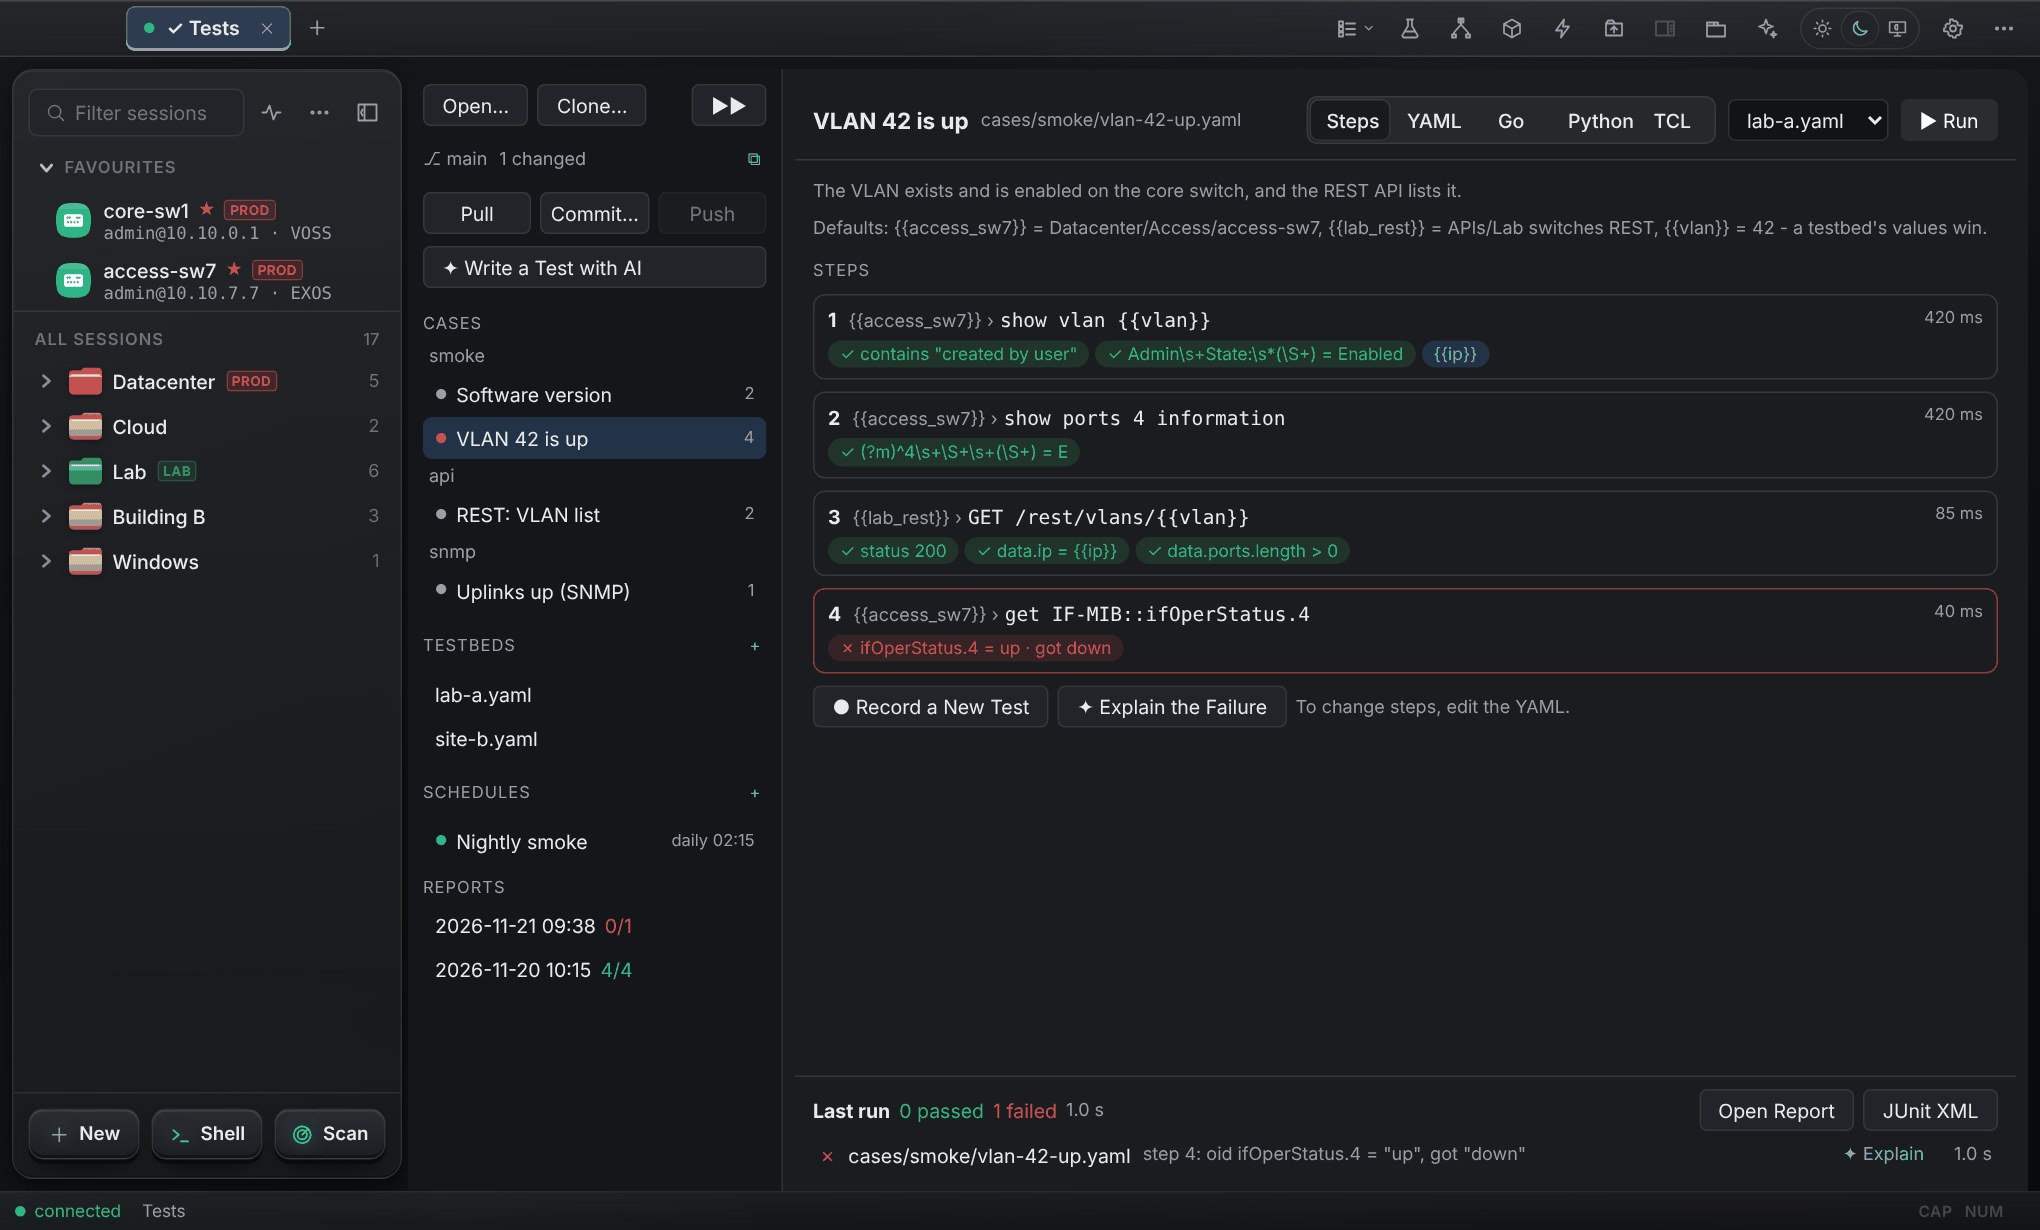 ✓ Tests × +
Filter sessions
FAVOURITES
core-sw1 ★ PROD
admin@10.10.0.1 · VOSS
access-sw7 ★ PROD
admin@10.10.7.7 · EXOS
ALL SESSIONS 17
Datacenter PROD 5
Cloud 2
Lab LAB 6
Building B 3
Windows 1
+ New
>_ Shell
Scan
Open... Clone... ▶▶
⎇ main 1 changed
Pull Commit... Push
✦ Write a Test with AI
CASES
smoke
Software version 2
VLAN 42 is up 4
api
REST: VLAN list 2
snmp
Uplinks up (SNMP) 1
TESTBEDS +
lab-a.yaml
site-b.yaml
SCHEDULES +
Nightly smoke daily 02:15
REPORTS
2026-11-21 09:38 0/1
2026-11-20 10:15 4/4
VLAN 42 is up cases/smoke/vlan-42-up.yaml Steps YAML Go Python TCL lab-a.yaml ▶ Run
The VLAN exists and is enabled on the core switch, and the REST API lists it.
Defaults: {{access_sw7}} = Datacenter/Access/access-sw7, {{lab_rest}} = APIs/Lab switches REST, {{vlan}} = 42 - a testbed's values win.
STEPS
1 {{access_sw7}} › show vlan {{vlan}} 420 ms
✓ contains "created by user" ✓ Admin\s+State:\s*(\S+) = Enabled {{ip}}
2 {{access_sw7}} › show ports 4 information 420 ms
✓ (?m)^4\s+\S+\s+(\S+) = E
3 {{lab_rest}} › GET /rest/vlans/{{vlan}} 85 ms
✓ status 200 ✓ data.ip = {{ip}} ✓ data.ports.length > 0
4 {{access_sw7}} › get IF-MIB::ifOperStatus.4 40 ms
× ifOperStatus.4 = up · got down
● Record a New Test ✦ Explain the Failure To change steps, edit the YAML.
Last run 0 passed 1 failed 1.0 s Open Report JUnit XML
× cases/smoke/vlan-42-up.yaml step 4: oid ifOperStatus.4 = "up", got "down" ✦ Explain 1.0 s
connected Tests CAP NUM